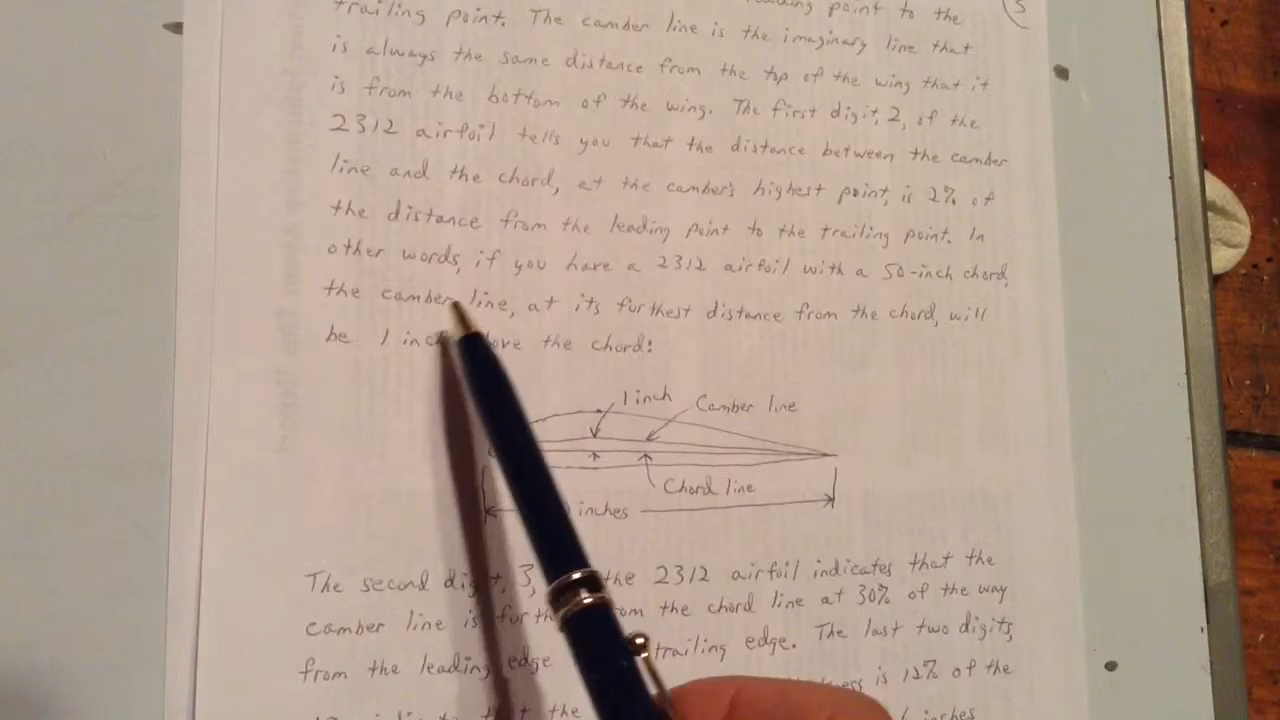 point to the
trailing point. The camber line is the imaginary line that
is always the same distance from the top of the wing that it
is from the bottom of the wing. The first digit, 2, of the
2312 airfoil tells you that the distance between the camber
line and the chord, at the camber's highest point, is 2% of
the distance from the leading point to the trailing point. In
other words, if you have a 2312 airfoil with a 50-inch chord,
the camber line, at its furthest distance from the chord, will
be 1 inch the chord:
1 inch
Camber line
Chord line
inches
The second 3, the 2312 airfoil indicates that the
camber line is from the chord line at 30% of the way
from the leading edge trailing edge. The last two digits,
is 12% of the
the
inches
5